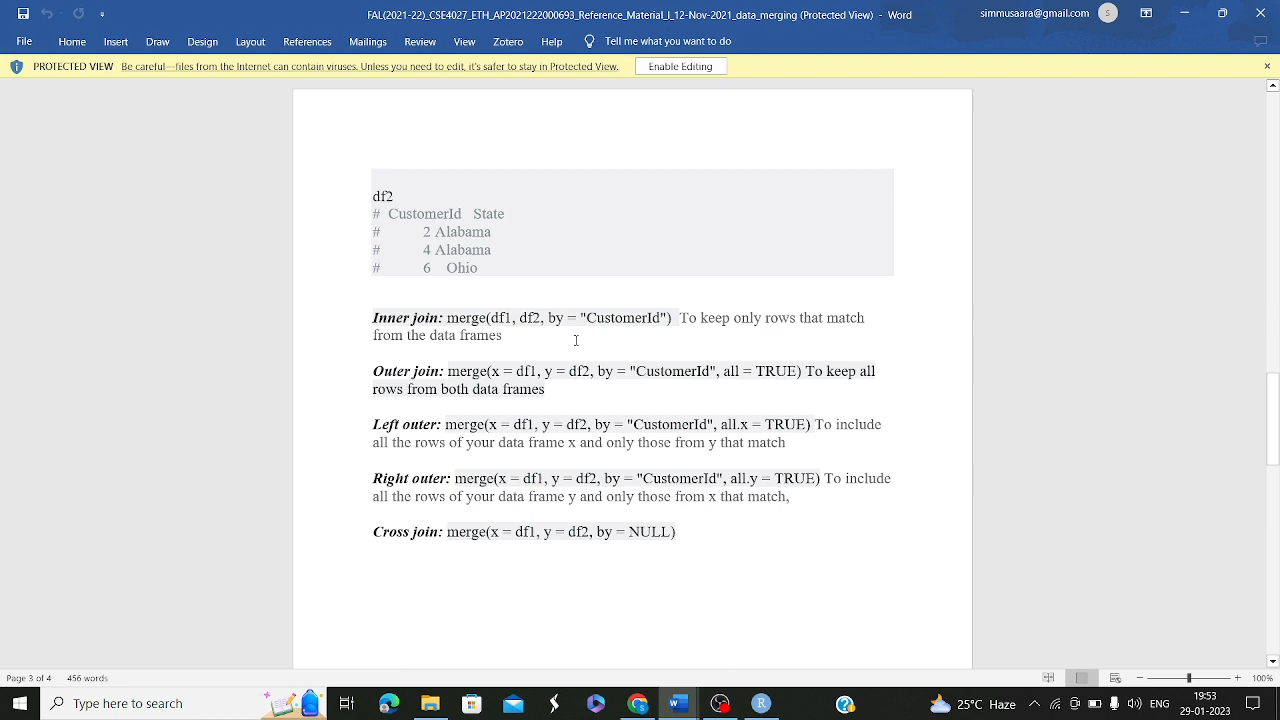 FAL(2021-22)_CSE4027_ETH_AP2021222000693_Reference_Material_I_12-Nov-2021_data_merging (Protected View) - Word
simmusaara@gmail.com
S
File Home Insert Draw Design Layout References Mailings Review View Zotero Help Tell me what you want to do
PROTECTED VIEW Be careful—files from the Internet can contain viruses. Unless you need to edit, it's safer to stay in Protected View. Enable Editing
df2
# CustomerId State
# 2 Alabama
# 4 Alabama
# 6 Ohio
Inner join: merge(df1, df2, by = "CustomerId") To keep only rows that match
from the data frames
Outer join: merge(x = df1, y = df2, by = "CustomerId", all = TRUE) To keep all
rows from both data frames
Left outer: merge(x = df1, y = df2, by = "CustomerId", all.x = TRUE) To include
all the rows of your data frame x and only those from y that match
Right outer: merge(x = df1, y = df2, by = "CustomerId", all.y = TRUE) To include
all the rows of your data frame y and only those from x that match,
Cross join: merge(x = df1, y = df2, by = NULL)
Page 3 of 4 456 words
100%
Type here to search
25°C Haze
ENG
19:53
29-01-2023